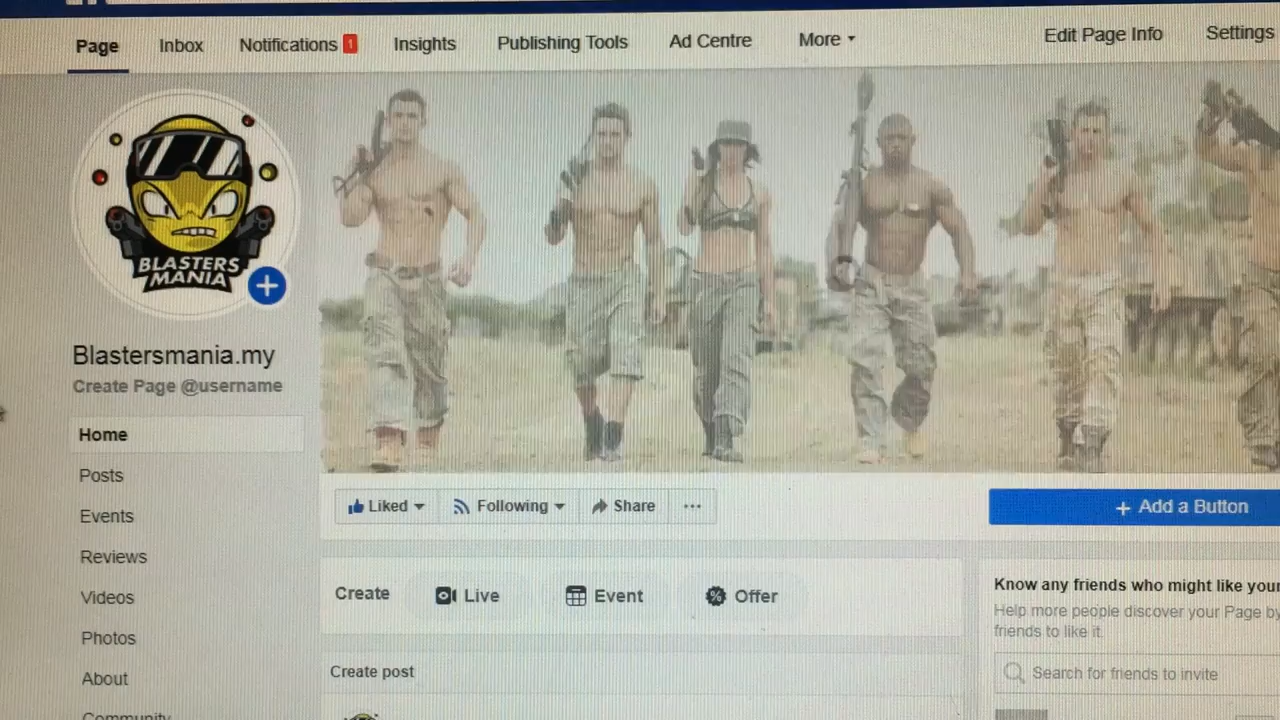 Page Inbox Notifications 1 Insights Publishing Tools Ad Centre More Edit Page Info Settings
BLASTERS
MANIA
Blastersmania.my
Create Page @username
Home
Posts
Events
Reviews
Videos
Photos
About
Community
Liked Following Share ...
+ Add a Button
Create Live Event Offer
Create post
Know any friends who might like your
Help more people discover your Page by
friends to like it.
Search for friends to invite